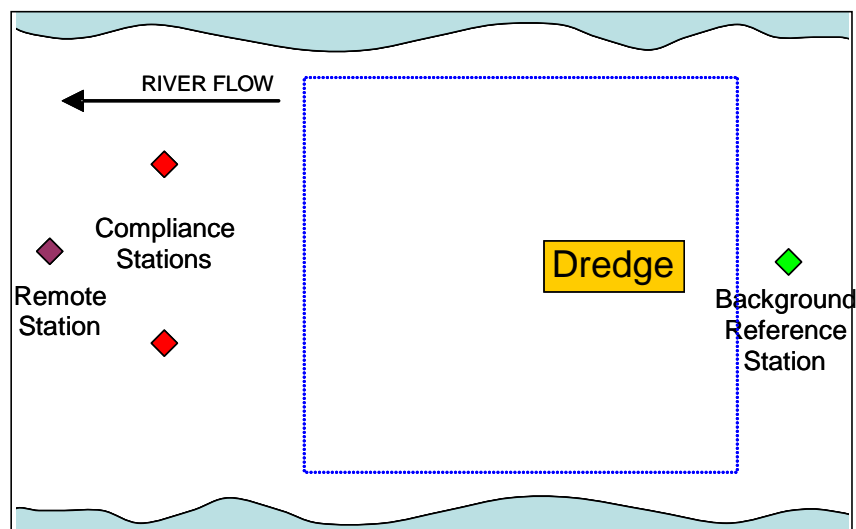 RIVER FLOW
Compliance
Stations
Remote
Station
Dredge
Background
Reference
Station